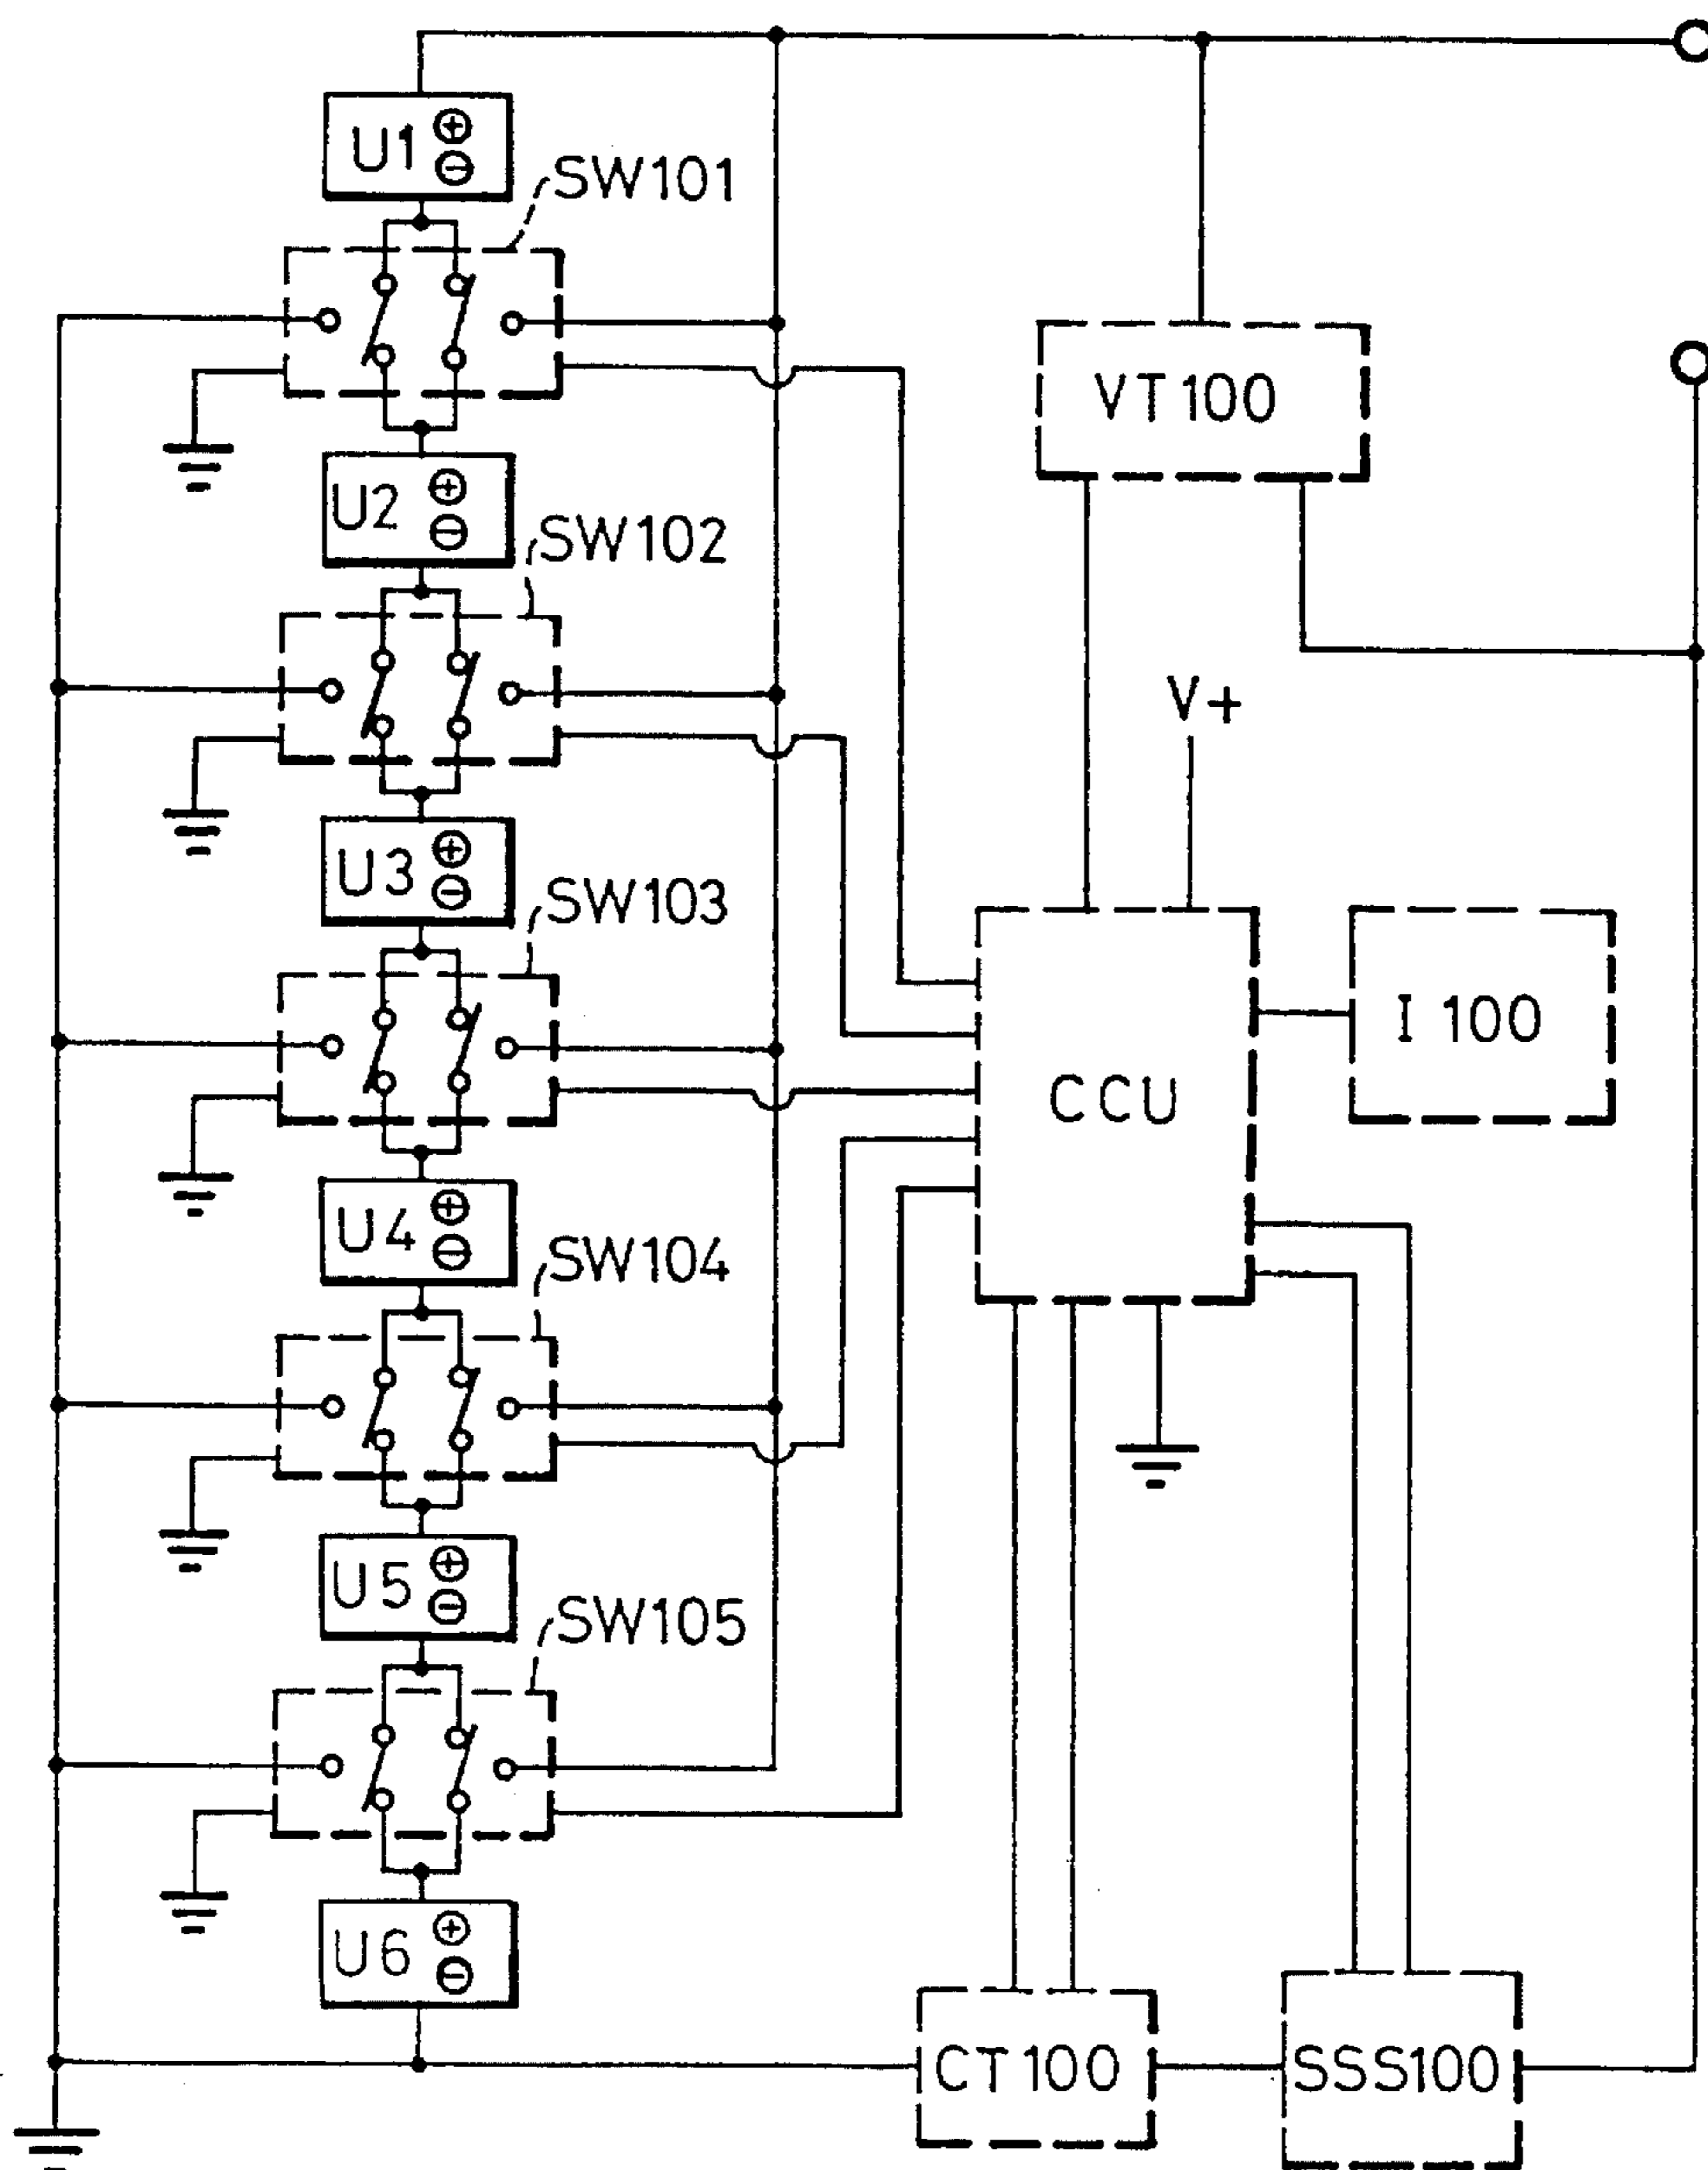 U1 ⊕
⊖
SW101
VT100
U2 ⊕
⊖
SW102
V+
U3 ⊕
⊖
SW103
I 100
CCU
U4 ⊕
⊖
SW104
U5 ⊕
⊖
SW105
U6 ⊕
⊖
CT100
SSS100